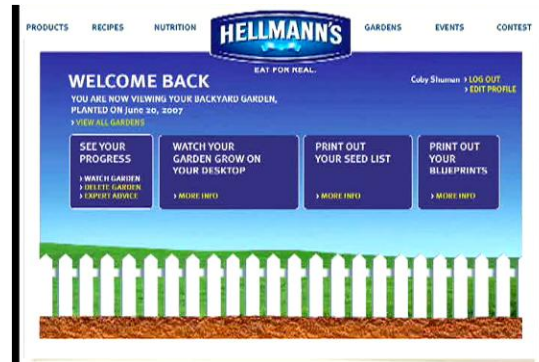 PRODUCTS RECIPES NUTRITION HELLMANN'S GARDENS EVENTS CONTEST
EAT FOR REAL.
WELCOME BACK
Coby Shuman › LOG OUT
› EDIT PROFILE
YOU ARE NOW VIEWING YOUR BACKYARD GARDEN,
PLANTED ON June 20, 2007
› VIEW ALL GARDENS
SEE YOUR
PROGRESS
› WATCH GARDEN
› DELETE GARDEN
› EXPERT ADVICE
WATCH YOUR
GARDEN GROW ON
YOUR DESKTOP
› MORE INFO
PRINT OUT
YOUR SEED LIST
› MORE INFO
PRINT OUT
YOUR
BLUEPRINTS
› MORE INFO